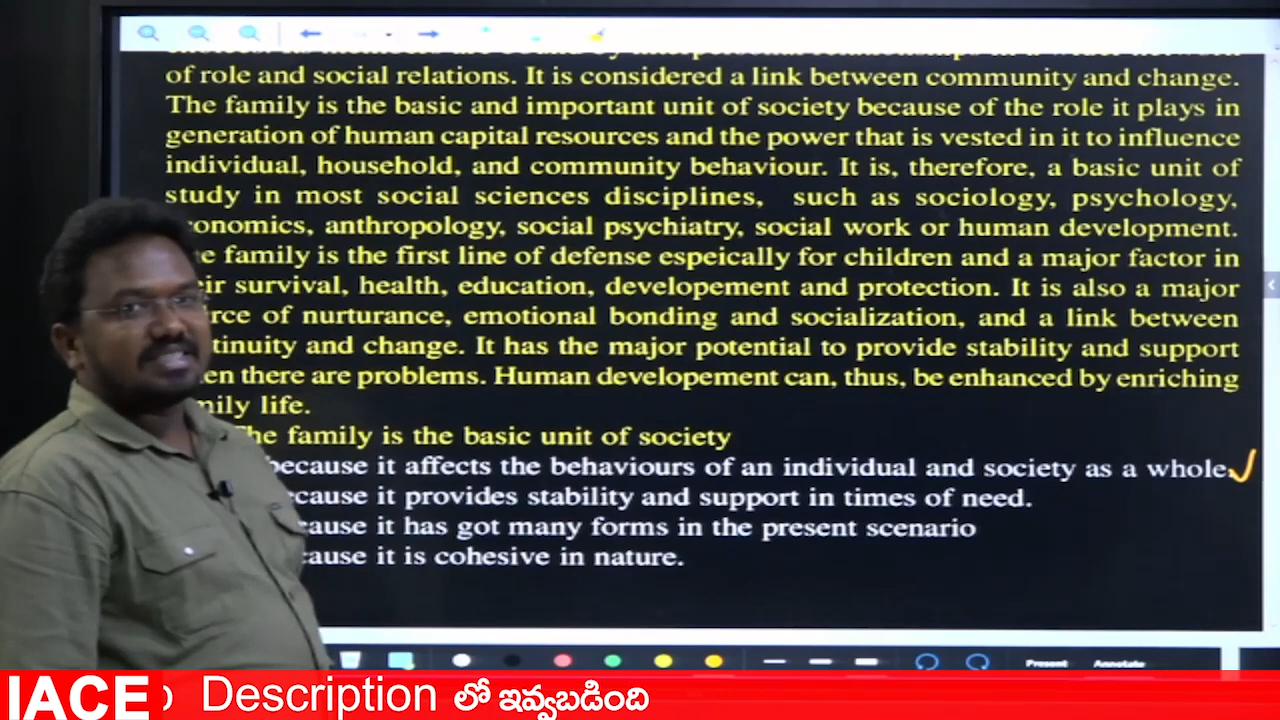 of role and social relations. It is considered a link between community and change.
The family is the basic and important unit of society because of the role it plays in
generation of human capital resources and the power that is vested in it to influence
individual, household, and community behaviour. It is, therefore, a basic unit of
study in most social sciences disciplines, such as sociology, psychology,
anthropology, social psychiatry, social work or human development.
family is the first line of defense espeically for children and a major factor in
survival, health, education, developement and protection. It is also a major
of nurturance, emotional bonding and socialization, and a link between
and change. It has the major potential to provide stability and support
there are problems. Human developement can, thus, be enhanced by enriching
life.
The family is the basic unit of society
because it affects the behaviours of an individual and society as a whole.
it provides stability and support in times of need.
it has got many forms in the present scenario
it is cohesive in nature.
Present Annotate
IACE Description లో ఇవ్వబడింది